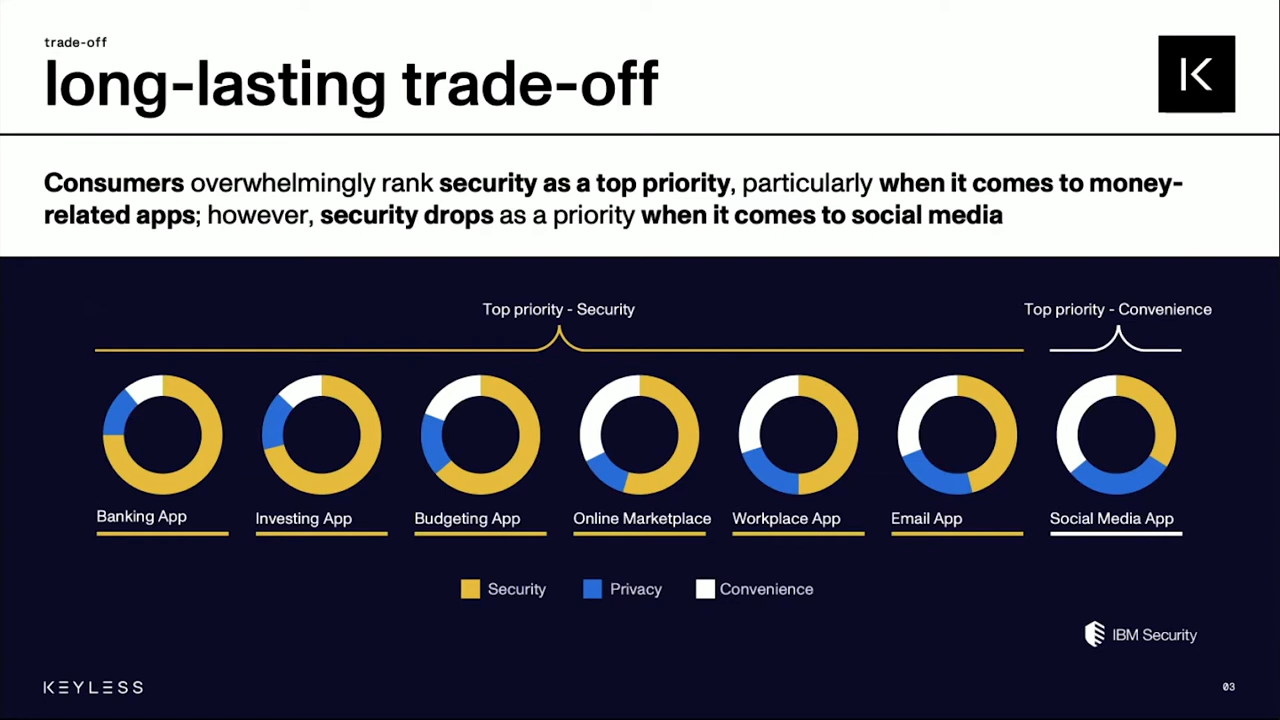 trade-off
long-lasting trade-off
K
Consumers overwhelmingly rank security as a top priority, particularly when it comes to money-
related apps; however, security drops as a priority when it comes to social media
Top priority - Security
Top priority - Convenience
Banking App
Investing App
Budgeting App
Online Marketplace
Workplace App
Email App
Social Media App
Security
Privacy
Convenience
IBM Security
KEYLESS
03